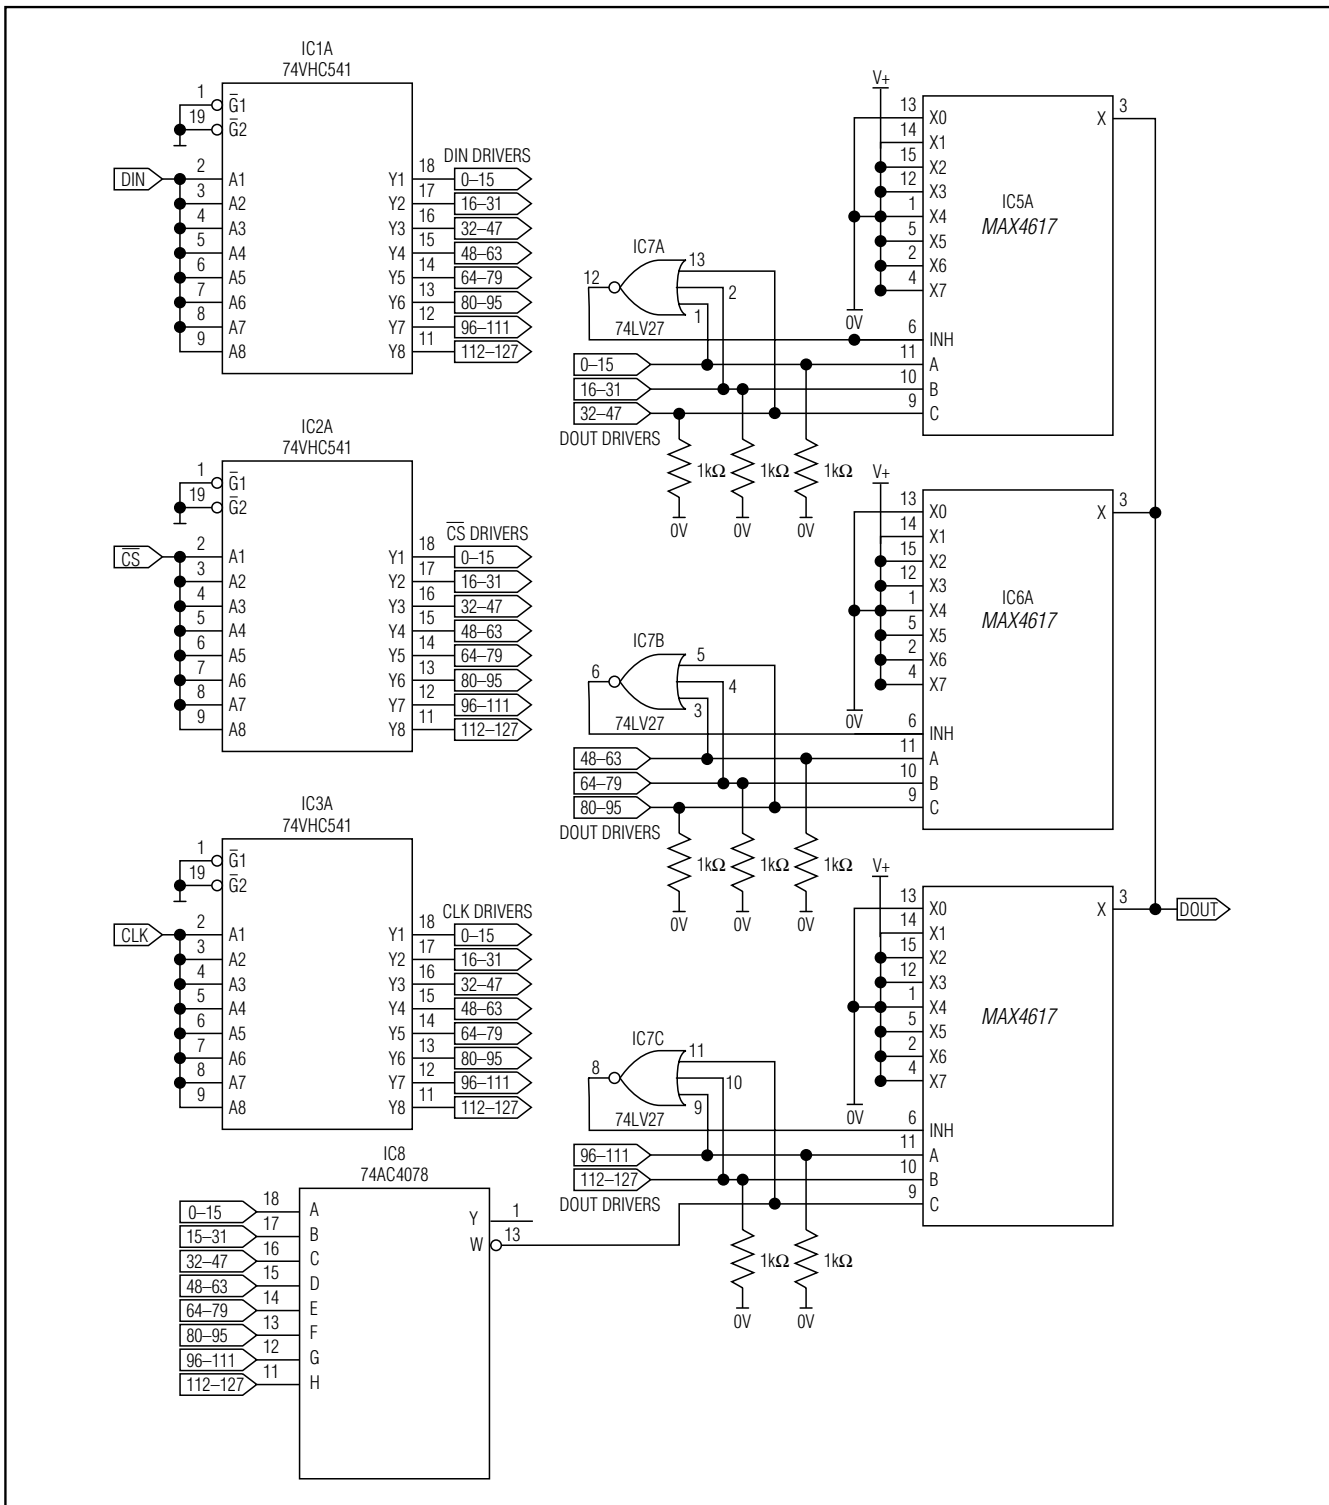 IC1A
74VHC541
1
G̅1
19
G̅2
DIN DRIVERS
DIN
2 A1 Y1 18 0–15
3 A2 Y2 17 16–31
4 A3 Y3 16 32–47
5 A4 Y4 15 48–63
6 A5 Y5 14 64–79
7 A6 Y6 13 80–95
8 A7 Y7 12 96–111
9 A8 Y8 11 112–127
IC2A
74VHC541
1
G̅1
19
G̅2
C̅S̅ DRIVERS
C̅S̅
2 A1 Y1 18 0–15
3 A2 Y2 17 16–31
4 A3 Y3 16 32–47
5 A4 Y4 15 48–63
6 A5 Y5 14 64–79
7 A6 Y6 13 80–95
8 A7 Y7 12 96–111
9 A8 Y8 11 112–127
IC3A
74VHC541
1
G̅1
19
G̅2
CLK DRIVERS
CLK
2 A1 Y1 18 0–15
3 A2 Y2 17 16–31
4 A3 Y3 16 32–47
5 A4 Y4 15 48–63
6 A5 Y5 14 64–79
7 A6 Y6 13 80–95
8 A7 Y7 12 96–111
9 A8 Y8 11 112–127
IC8
74AC4078
0–15 18 A Y 1
15–31 17 B W 13
32–47 16 C
48–63 15 D
64–79 14 E
80–95 13 F
96–111 12 G
112–127 11 H
V+
13 X0 X 3
14 X1
15 X2
12 X3
1 X4
5 X5
2 X6
4 X7
IC5A
MAX4617
0V
6 INH
11 A
10 B
9 C
IC7A
12 13
2
1
74LV27
0–15
16–31
32–47
DOUT DRIVERS
1kΩ 1kΩ 1kΩ
0V 0V 0V
V+
13 X0 X 3
14 X1
15 X2
12 X3
1 X4
5 X5
2 X6
4 X7
IC6A
MAX4617
0V
6 INH
11 A
10 B
9 C
IC7B
6 5
4
3
74LV27
48–63
64–79
80–95
DOUT DRIVERS
1kΩ 1kΩ 1kΩ
0V 0V 0V
V+
13 X0 X 3 DOUT
14 X1
15 X2
12 X3
1 X4
5 X5
2 X6
4 X7
MAX4617
0V
6 INH
11 A
10 B
9 C
IC7C
8 11
10
9
74LV27
96–111
112–127
DOUT DRIVERS
1kΩ 1kΩ
0V 0V